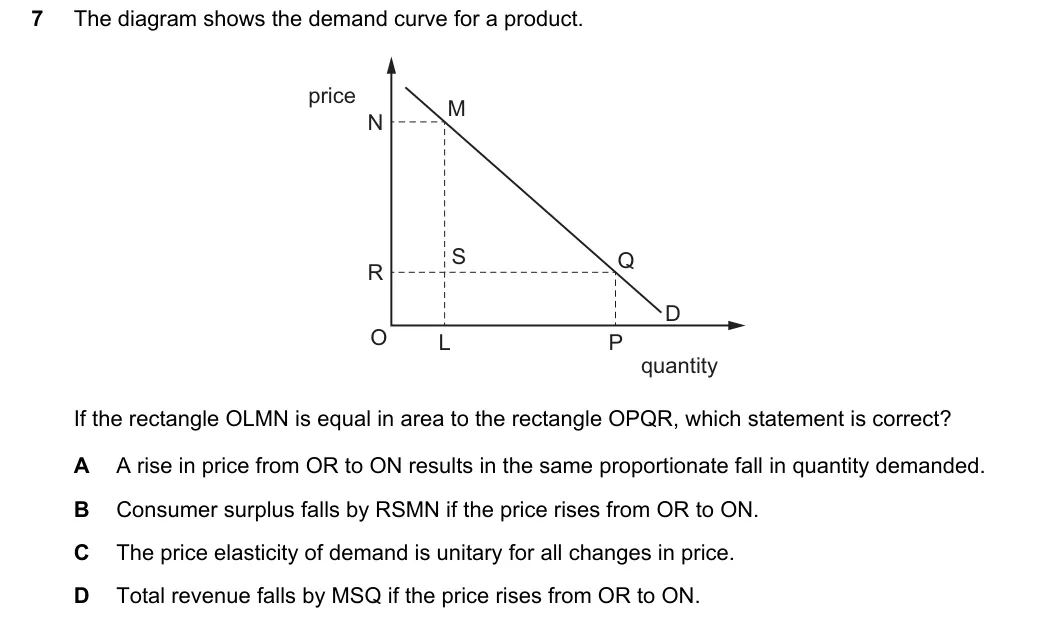 7 The diagram shows the demand curve for a product.
price
M
N
S
Q
R
D
O
L
P
quantity
If the rectangle OLMN is equal in area to the rectangle OPQR, which statement is correct?
A A rise in price from OR to ON results in the same proportionate fall in quantity demanded.
B Consumer surplus falls by RSMN if the price rises from OR to ON.
C The price elasticity of demand is unitary for all changes in price.
D Total revenue falls by MSQ if the price rises from OR to ON.